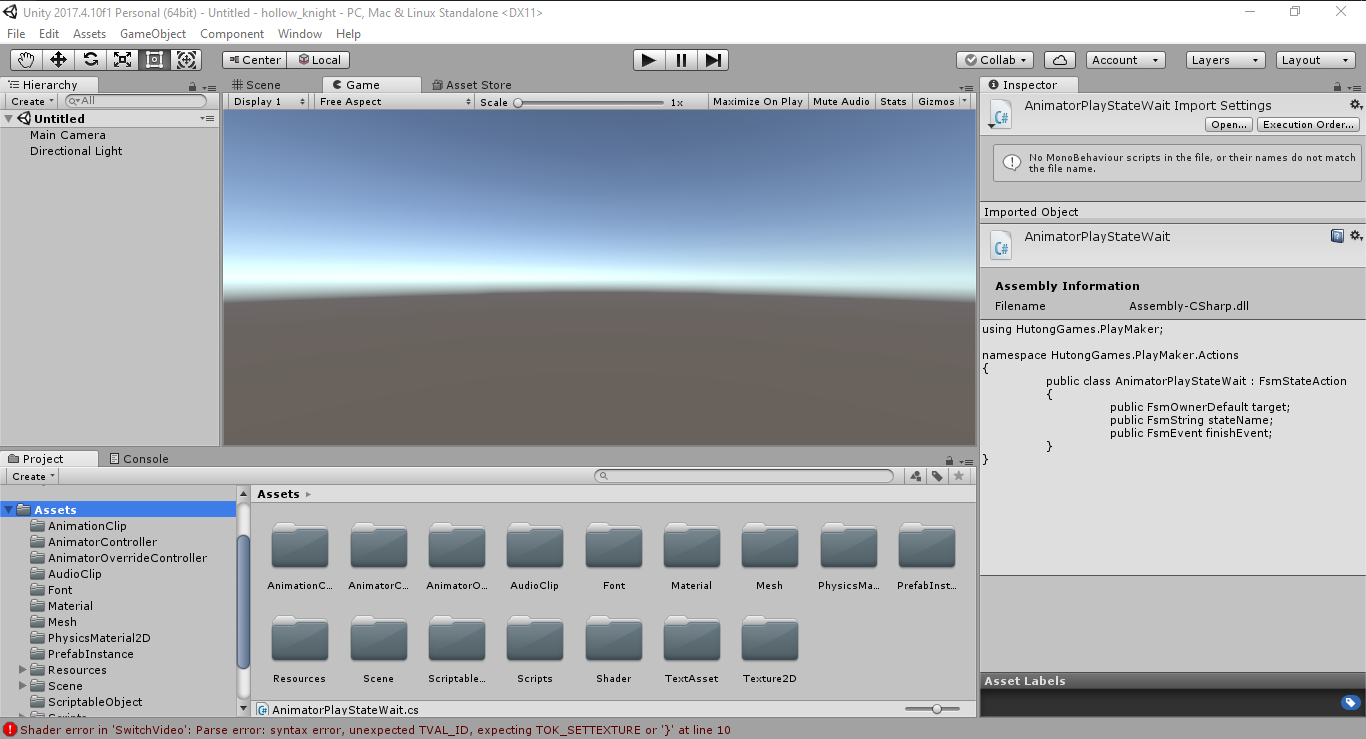 Unity 2017.4.10f1 Personal (64bit) - Untitled - hollow_knight - PC, Mac & Linux Standalone <DX11>
File Edit Assets GameObject Component Window Help
Center Local Collab Account Layers Layout
Hierarchy
Create All
Untitled
Main Camera
Directional Light
Scene Game Asset Store
Display 1 Free Aspect Scale 1x Maximize On Play Mute Audio Stats Gizmos
Inspector
AnimatorPlayStateWait Import Settings
Open... Execution Order...
No MonoBehaviour scripts in the file, or their names do not match
the file name.
Imported Object
AnimatorPlayStateWait
Assembly Information
Filename Assembly-CSharp.dll
using HutongGames.PlayMaker;
namespace HutongGames.PlayMaker.Actions
{
public class AnimatorPlayStateWait : FsmStateAction
{
public FsmOwnerDefault target;
public FsmString stateName;
public FsmEvent finishEvent;
}
}
Asset Labels
Project Console
Create
Assets
AnimationClip
AnimatorController
AnimatorOverrideController
AudioClip
Font
Material
Mesh
PhysicsMaterial2D
PrefabInstance
Resources
Scene
ScriptableObject
Assets
AnimationC... AnimatorC... AnimatorO... AudioClip Font Material Mesh PhysicsMa... PrefabInst...
Resources Scene Scriptable... Scripts Shader TextAsset Texture2D
AnimatorPlayStateWait.cs
Shader error in 'SwitchVideo': Parse error: syntax error, unexpected TVAL_ID, expecting TOK_SETTEXTURE or '}' at line 10